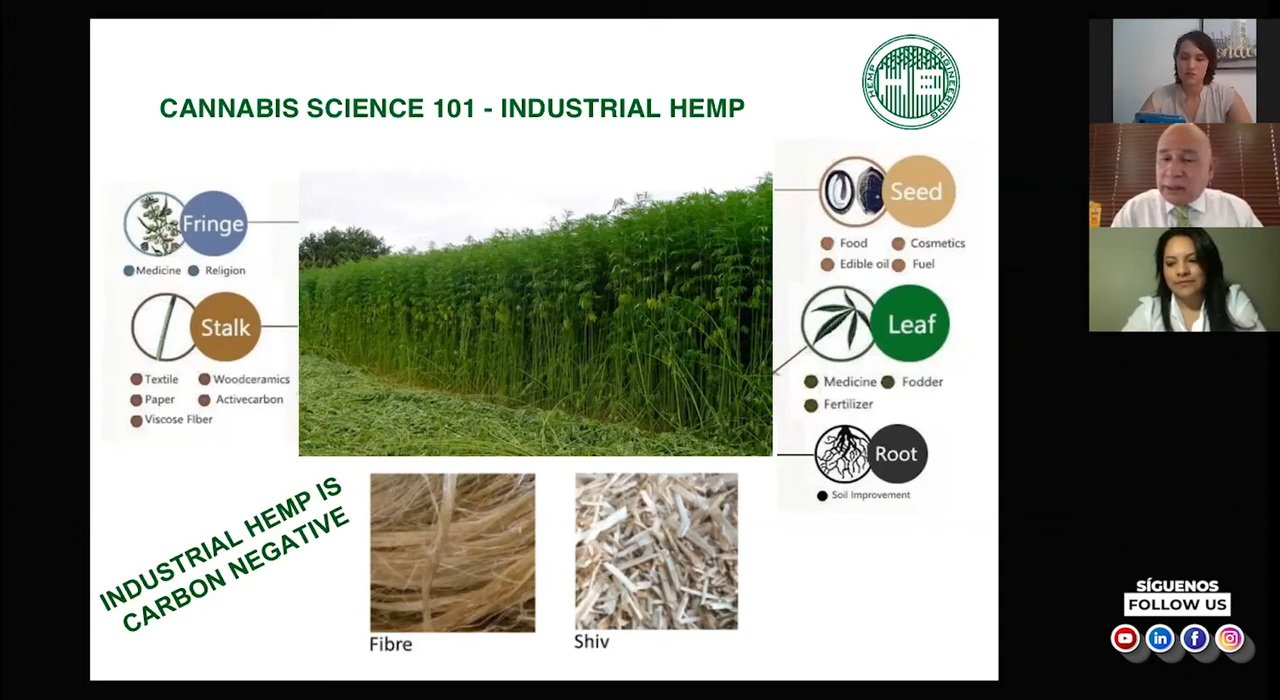 HEMP ENGINEERING
CANNABIS SCIENCE 101 - INDUSTRIAL HEMP
Fringe
Medicine Religion
Stalk
Textile Woodceramics
Paper Activecarbon
Viscose FIber
Seed
Food Cosmetics
Edible oil Fuel
Leaf
Medicine Fodder
Fertilizer
Root
Soil Improvement
INDUSTRIAL HEMP IS
CARBON NEGATIVE
Fibre
Shiv
SÍGUENOS
FOLLOW US